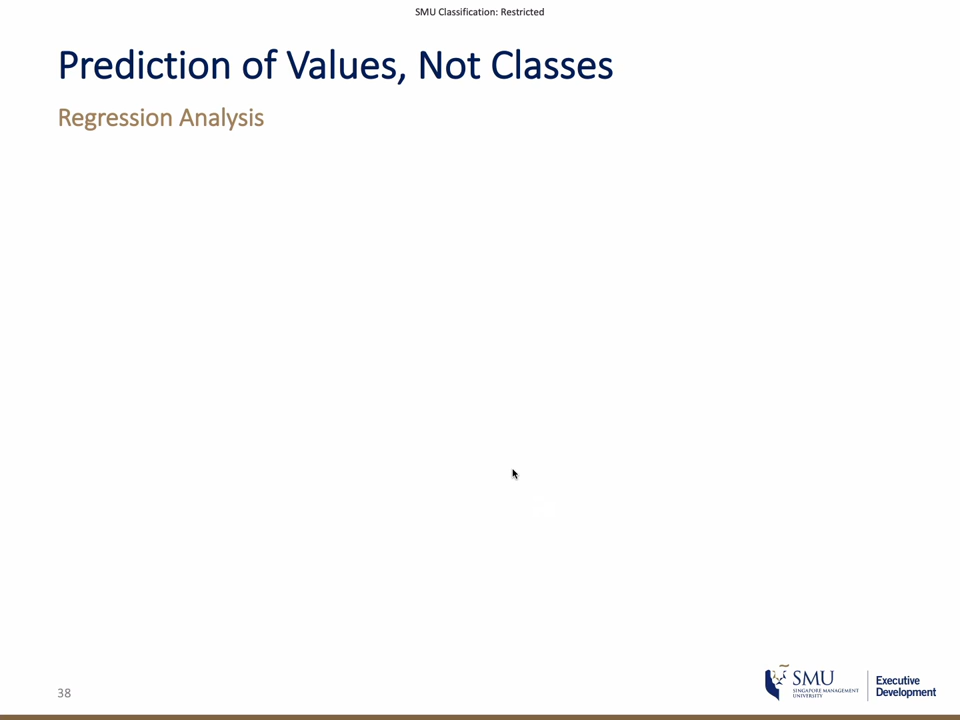 SMU Classification: Restricted
Prediction of Values, Not Classes
Regression Analysis
38
SMU
SINGAPORE MANAGEMENT
UNIVERSITY
Executive
Development